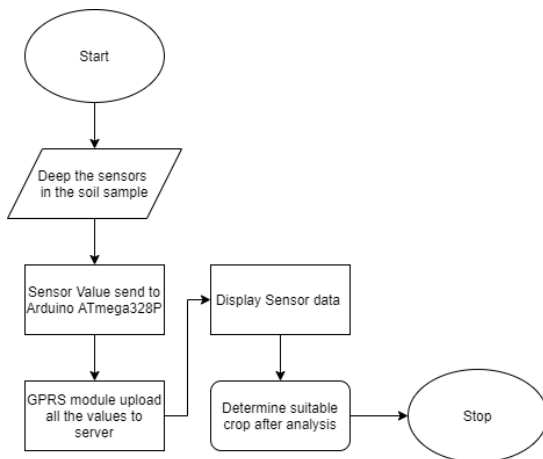 Start
Deep the sensors
in the soil sample
Sensor Value send to
Arduino ATmega328P
GPRS module upload
all the values to
server
Display Sensor data
Determine suitable
crop after analysis
Stop